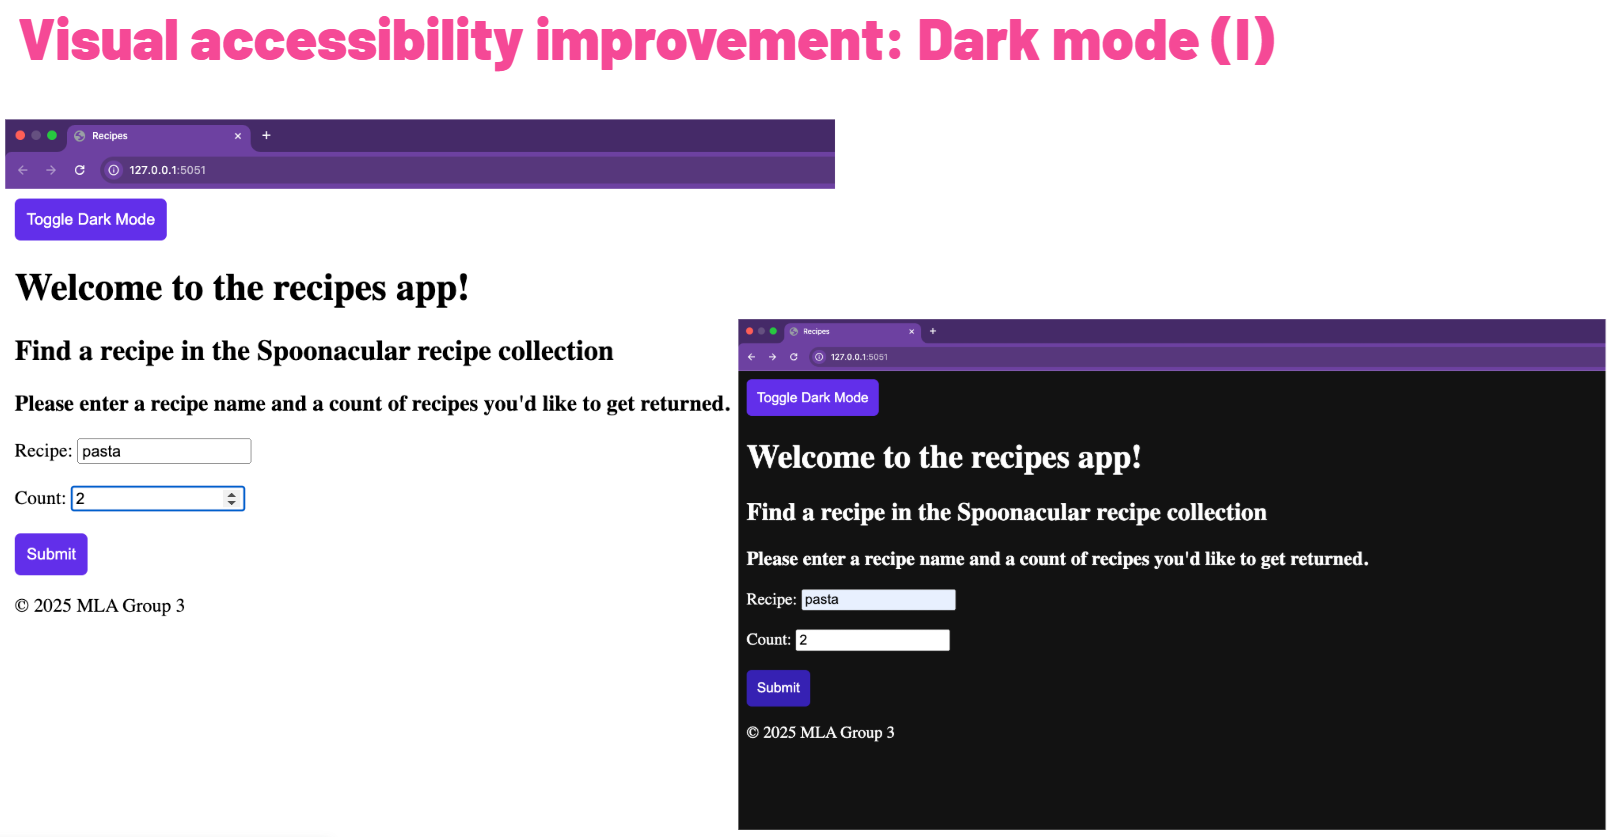 Visual accessibility improvement: Dark mode (I)
Recipes
127.0.0.1:5051
Toggle Dark Mode
Welcome to the recipes app!
Find a recipe in the Spoonacular recipe collection
Please enter a recipe name and a count of recipes you'd like to get returned.
Recipe: pasta
Count: 2
Submit
© 2025 MLA Group 3
Recipes
127.0.0.1:5051
Toggle Dark Mode
Welcome to the recipes app!
Find a recipe in the Spoonacular recipe collection
Please enter a recipe name and a count of recipes you'd like to get returned.
Recipe: pasta
Count: 2
Submit
© 2025 MLA Group 3